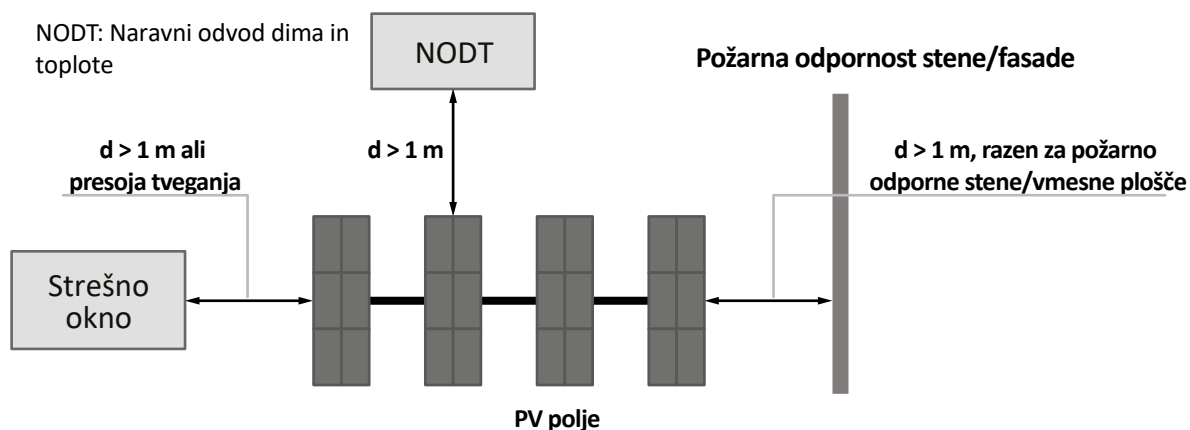 NODT: Naravni odvod dima in
toplote
NODT
Požarna odpornost stene/fasade
d > 1 m ali
presoja tveganja
d > 1 m
d > 1 m, razen za požarno
odporne stene/vmesne plošče
Strešno
okno
PV polje